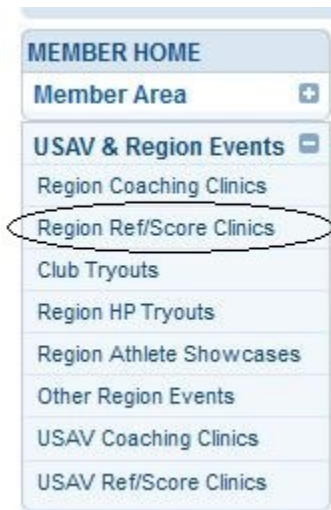 MEMBER HOME
Member Area
USAV & Region Events
Region Coaching Clinics
Region Ref/Score Clinics
Club Tryouts
Region HP Tryouts
Region Athlete Showcases
Other Region Events
USAV Coaching Clinics
USAV Ref/Score Clinics